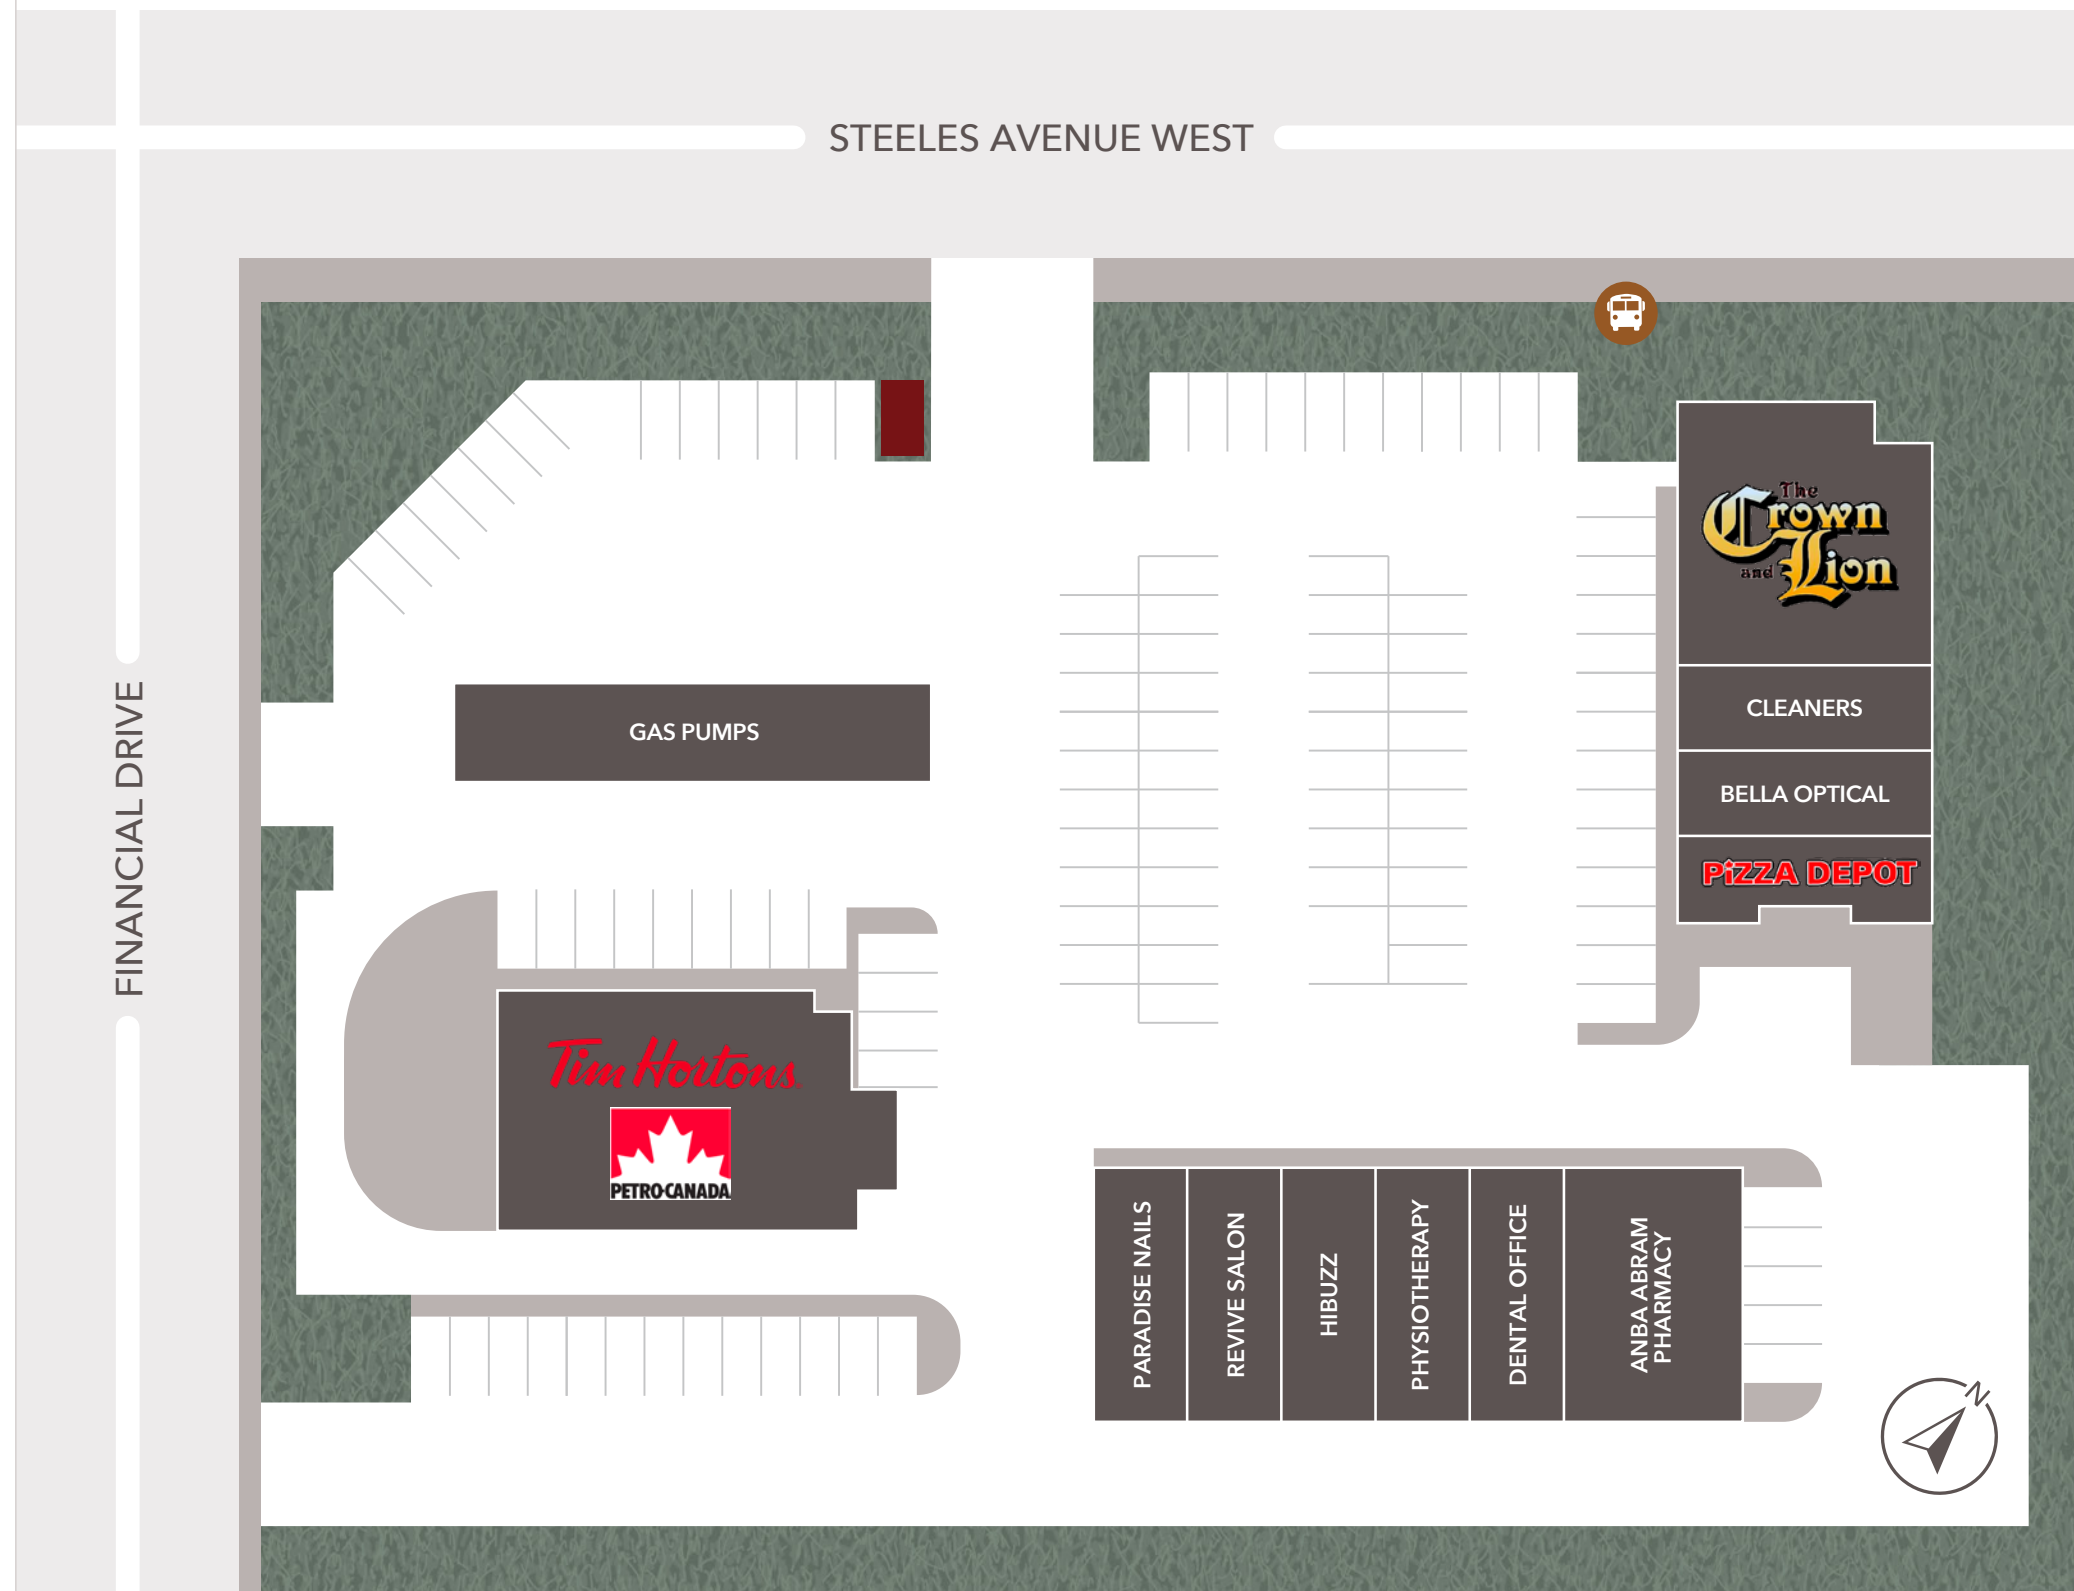 STEELES AVENUE WEST
FINANCIAL DRIVE
The
Crown
and Lion
CLEANERS
GAS PUMPS
BELLA OPTICAL
PiZZA DEPOT
Tim Hortons
PETRO-CANADA
PARADISE NAILS
REVIVE SALON
HIBUZZ
PHYSIOTHERAPY
DENTAL OFFICE
ANBA ABRAM
PHARMACY
N